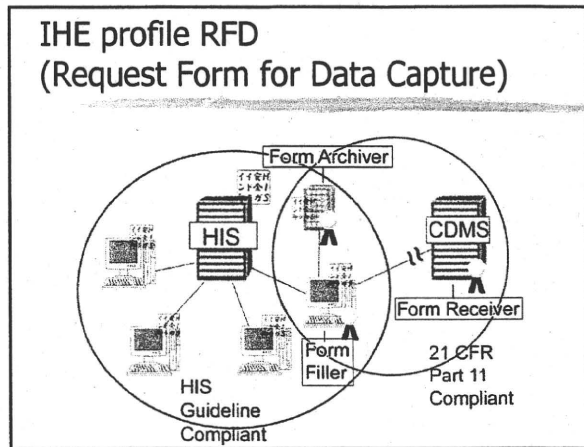 IHE profile RFD
(Request Form for Data Capture)
Form Archiver
HIS
CDMS
Form Receiver
Form
Filler
HIS
Guideline
Compliant
21 CFR
Part 11
Compliant